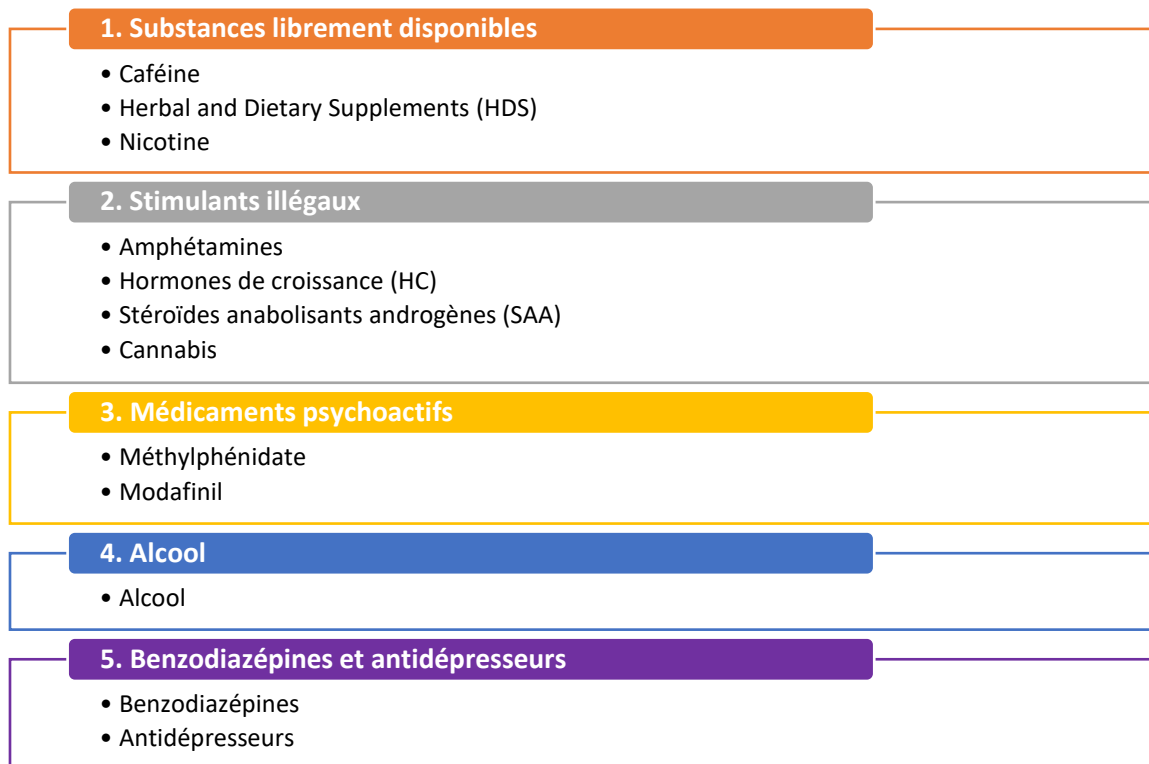 1. Substances librement disponibles
• Caféine
• Herbal and Dietary Supplements (HDS)
• Nicotine
2. Stimulants illégaux
• Amphétamines
• Hormones de croissance (HC)
• Stéroïdes anabolisants androgènes (SAA)
• Cannabis
3. Médicaments psychoactifs
• Méthylphénidate
• Modafinil
4. Alcool
• Alcool
5. Benzodiazépines et antidépresseurs
• Benzodiazépines
• Antidépresseurs